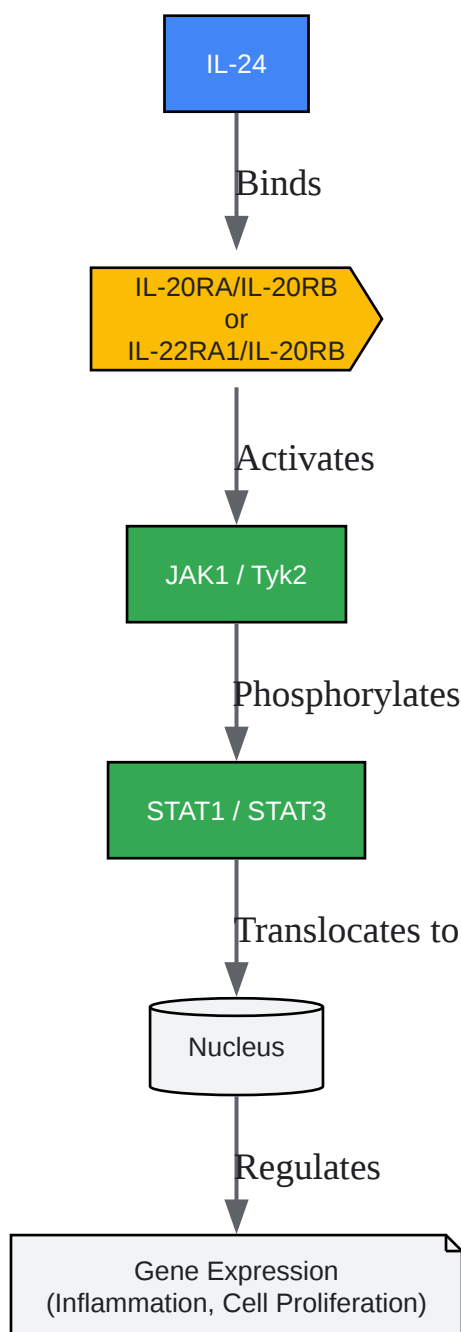 IL-24
Binds
IL-20RA/IL-20RB
or
IL-22RA1/IL-20RB
Activates
JAK1 / Tyk2
Phosphorylates
STAT1 / STAT3
Translocates to
Nucleus
Regulates
Gene Expression
(Inflammation, Cell Proliferation)